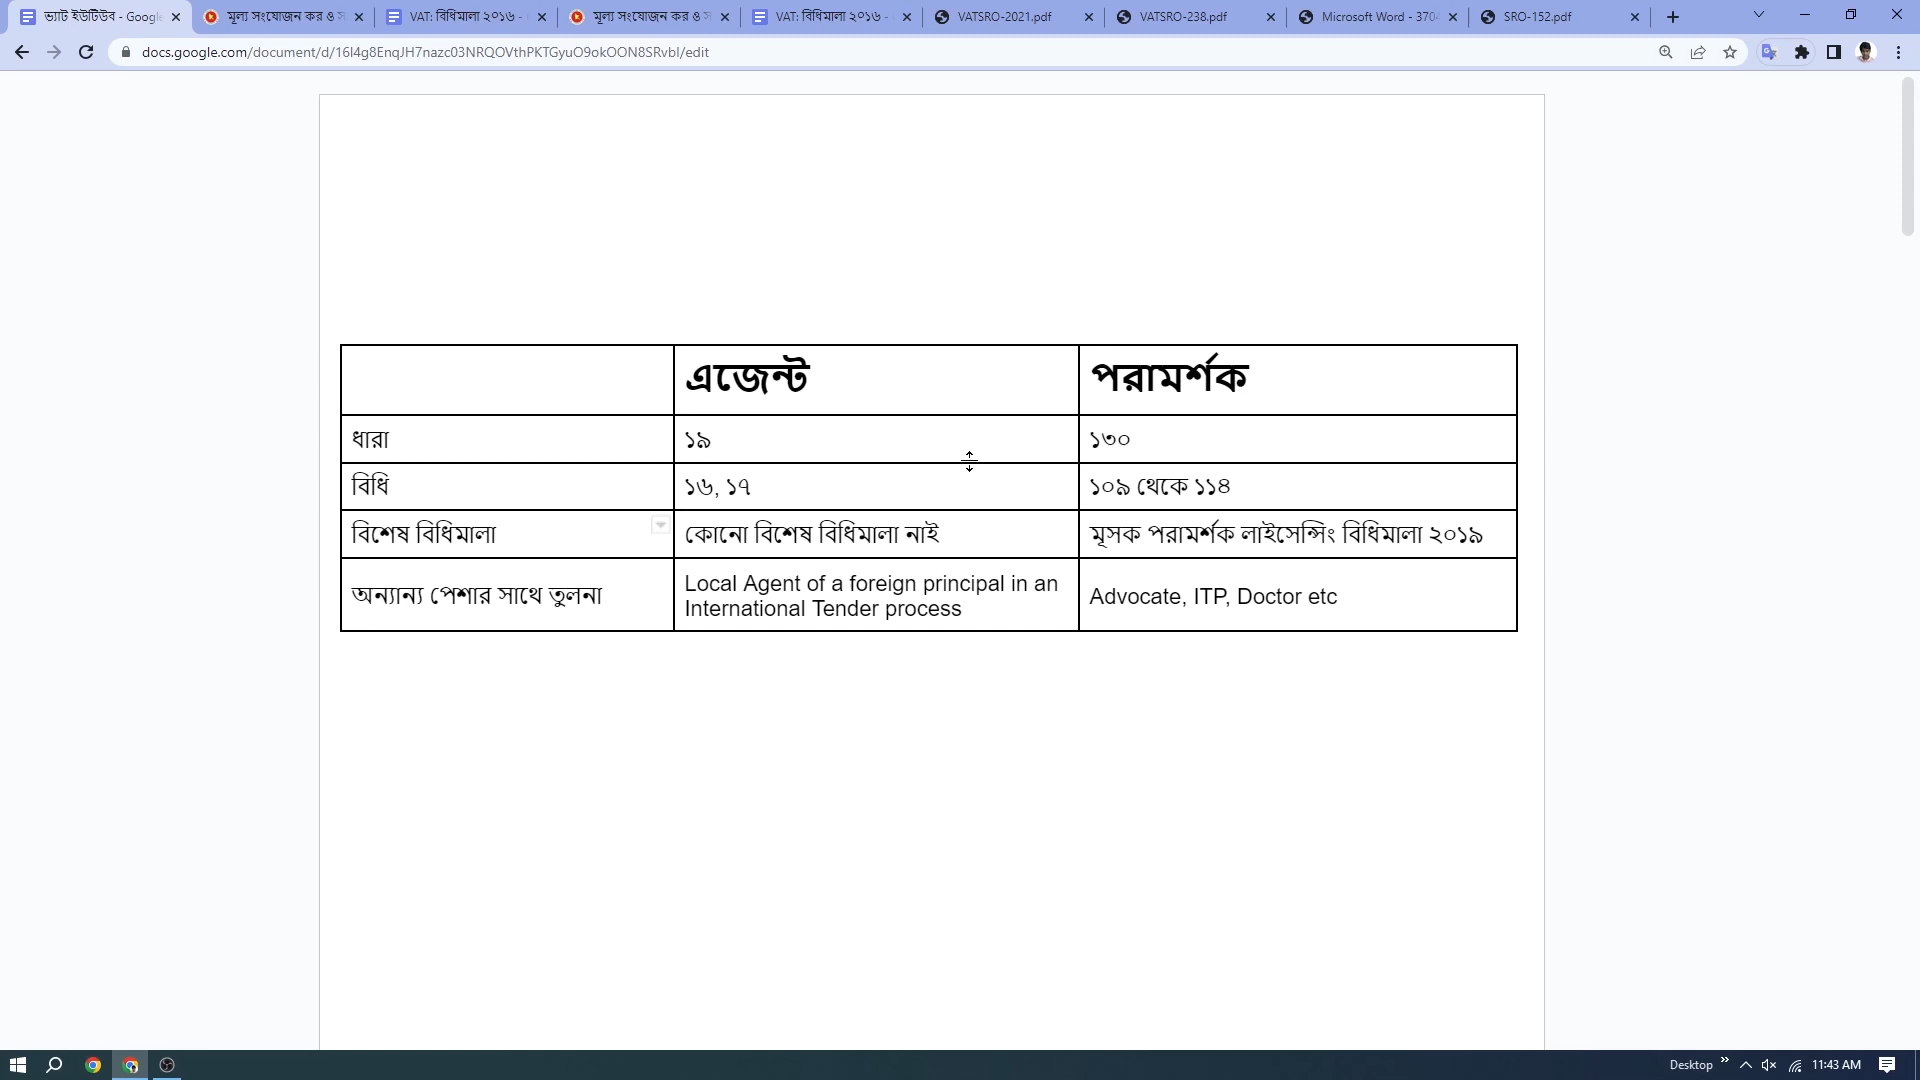 ভ্যাট ইউটিউব - Google
মূল্য সংযোজন কর ও স
VAT: বিধিমালা ২০১৬ -
মূল্য সংযোজন কর ও স
VAT: বিধিমালা ২০১৬ -
VATSRO-2021.pdf
VATSRO-238.pdf
Microsoft Word - 370
SRO-152.pdf
docs.google.com/document/d/16l4g8EnqJH7nazc03NRQOVthPKTGyuO9okOON8SRvbI/edit
এজেন্ট
পরামর্শক
ধারা
১৯
১৩০
বিধি
১৬, ১৭
১০৯ থেকে ১১৪
বিশেষ বিধিমালা
কোনো বিশেষ বিধিমালা নাই
মূসক পরামর্শক লাইসেন্সিং বিধিমালা ২০১৯
অন্যান্য পেশার সাথে তুলনা
Local Agent of a foreign principal in an
International Tender process
Advocate, ITP, Doctor etc
Desktop
11:43 AM